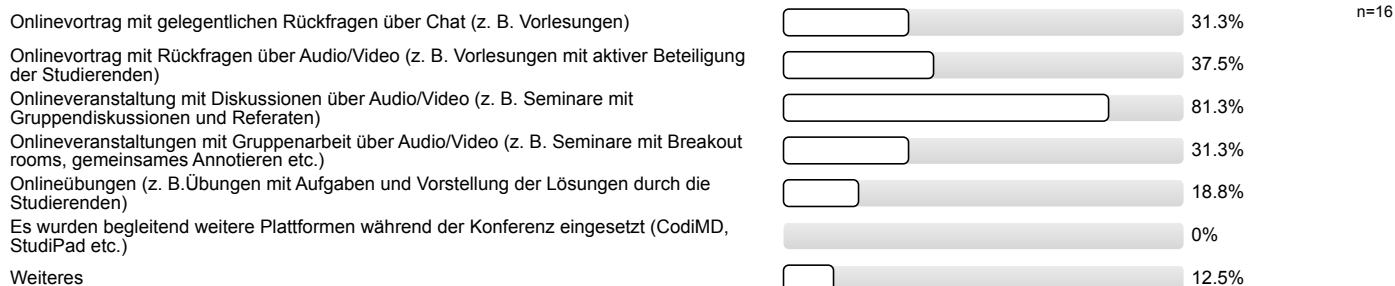 Onlinevortrag mit gelegentlichen Rückfragen über Chat (z. B. Vorlesungen) 31.3% n=16
Onlinevortrag mit Rückfragen über Audio/Video (z. B. Vorlesungen mit aktiver Beteiligung
der Studierenden) 37.5%
Onlineveranstaltung mit Diskussionen über Audio/Video (z. B. Seminare mit
Gruppendiskussionen und Referaten) 81.3%
Onlineveranstaltungen mit Gruppenarbeit über Audio/Video (z. B. Seminare mit Breakout
rooms, gemeinsames Annotieren etc.) 31.3%
Onlineübungen (z. B.Übungen mit Aufgaben und Vorstellung der Lösungen durch die
Studierenden) 18.8%
Es wurden begleitend weitere Plattformen während der Konferenz eingesetzt (CodiMD,
StudiPad etc.) 0%
Weiteres 12.5%